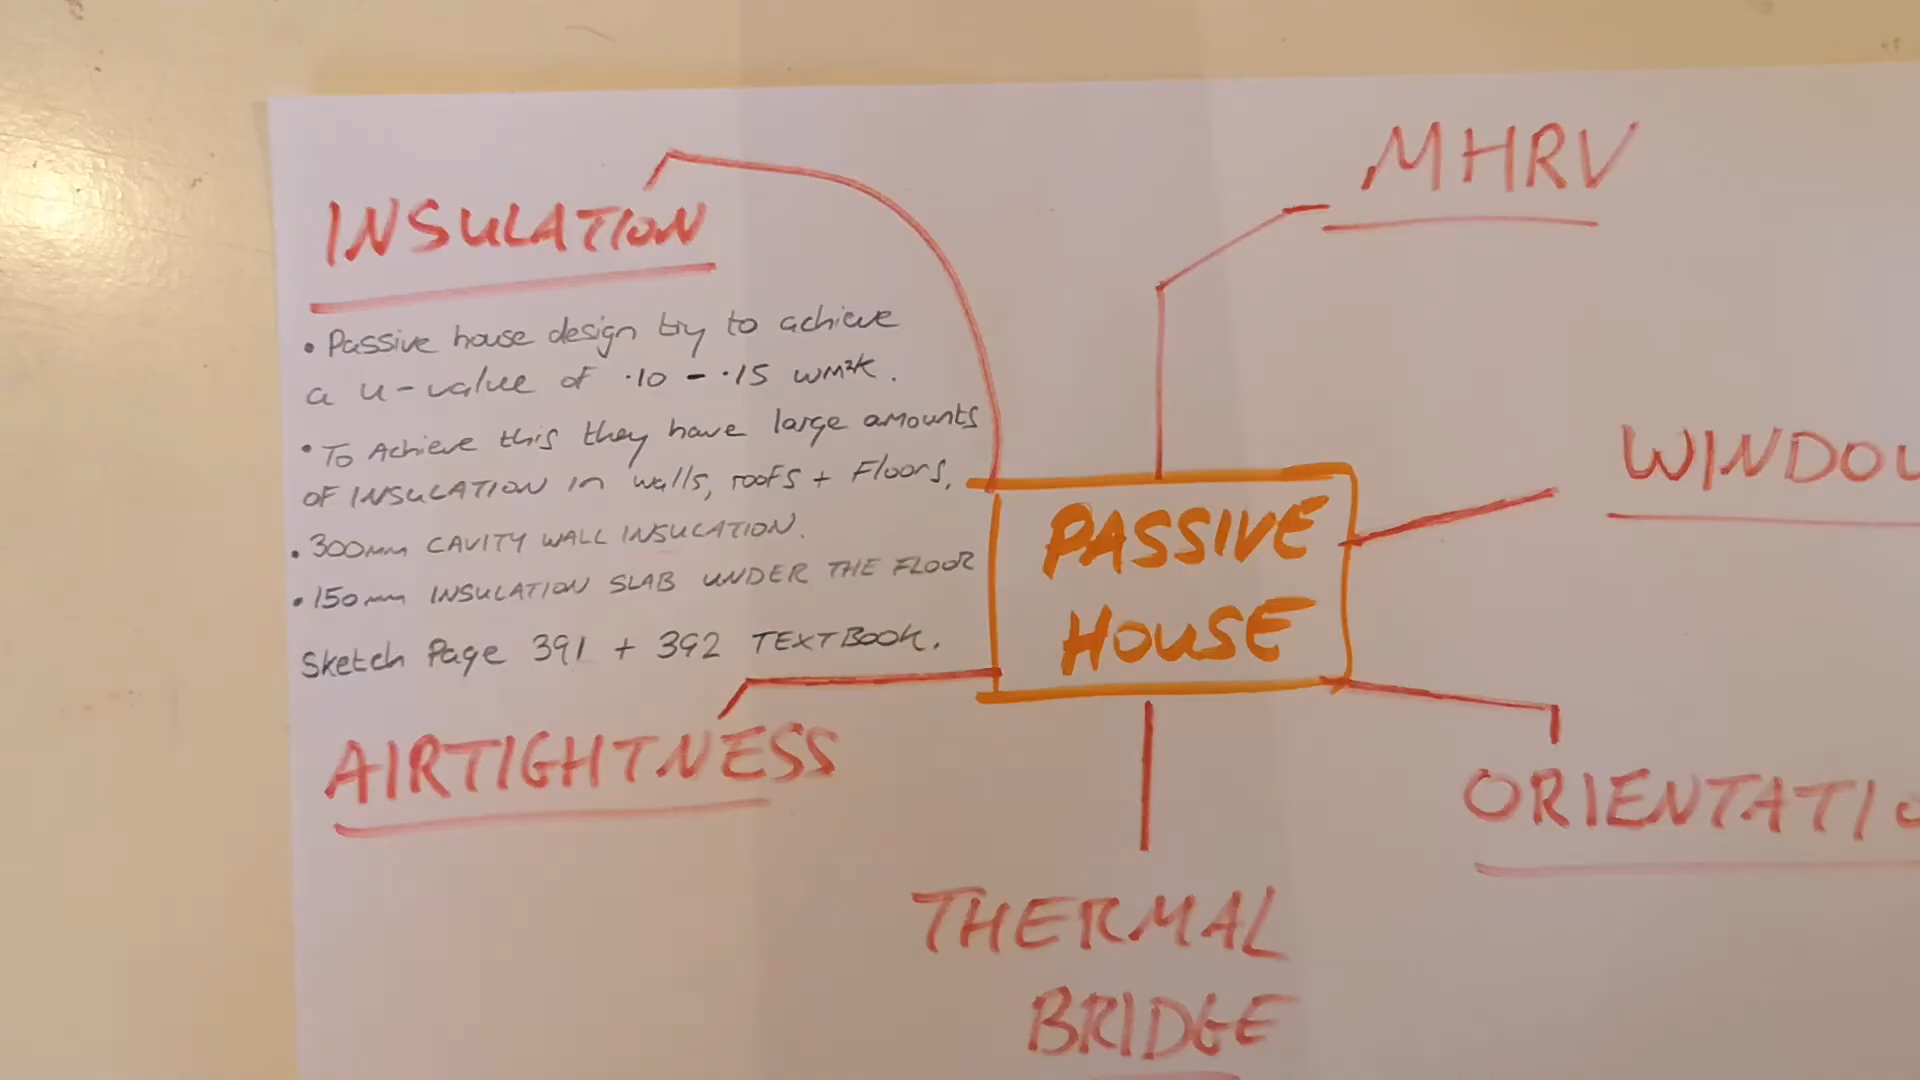 INSULATION
• Passive house design try to achieve
a u-value of .10 - .15 WM²K.
• To Achieve this they have large amounts
OF INSULATION in walls, roofs + Floors,
• 300mm CAVITY WALL INSULATION.
• 150mm INSULATION SLAB UNDER THE FLOOR
Sketch Page 391 + 392 TEXTBOOK.
AIRTIGHTNESS
PASSIVE
HOUSE
MHRV
WINDOW
ORIENTATIO
THERMAL
BRIDGE